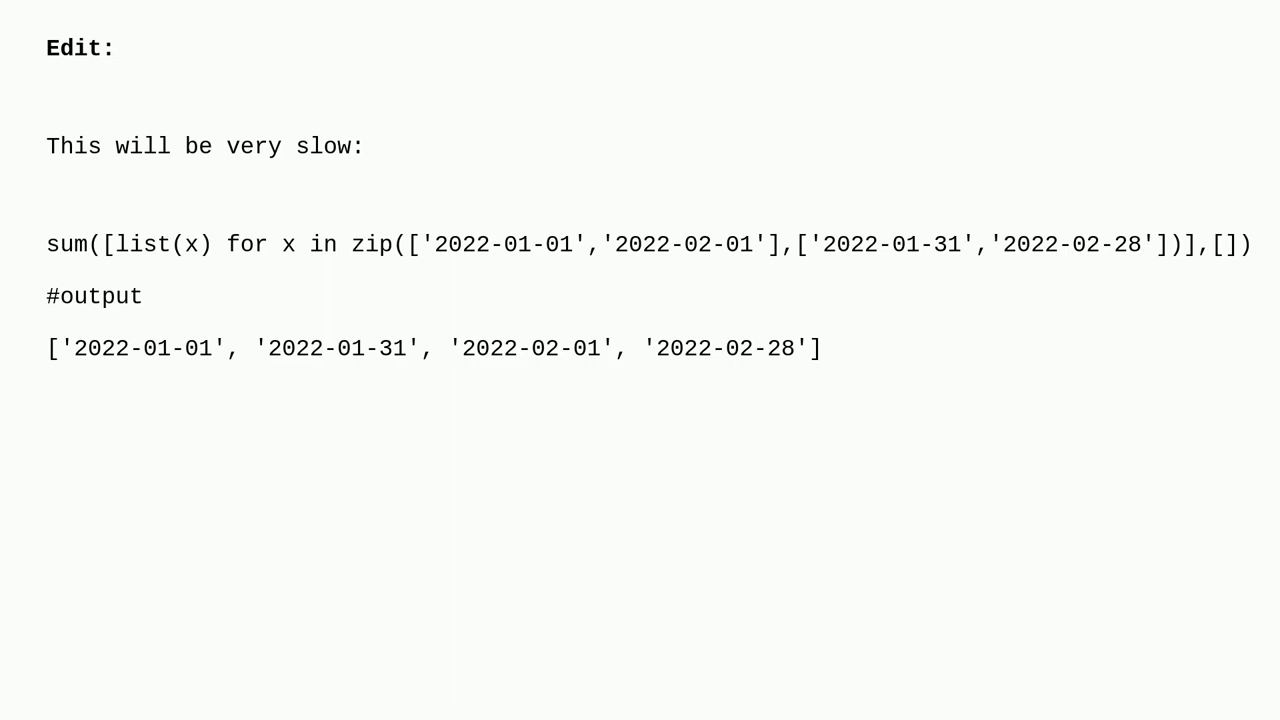 Edit:
This will be very slow:
sum([list(x) for x in zip(['2022-01-01','2022-02-01'],['2022-01-31','2022-02-28'])],[])
#output
['2022-01-01', '2022-01-31', '2022-02-01', '2022-02-28']